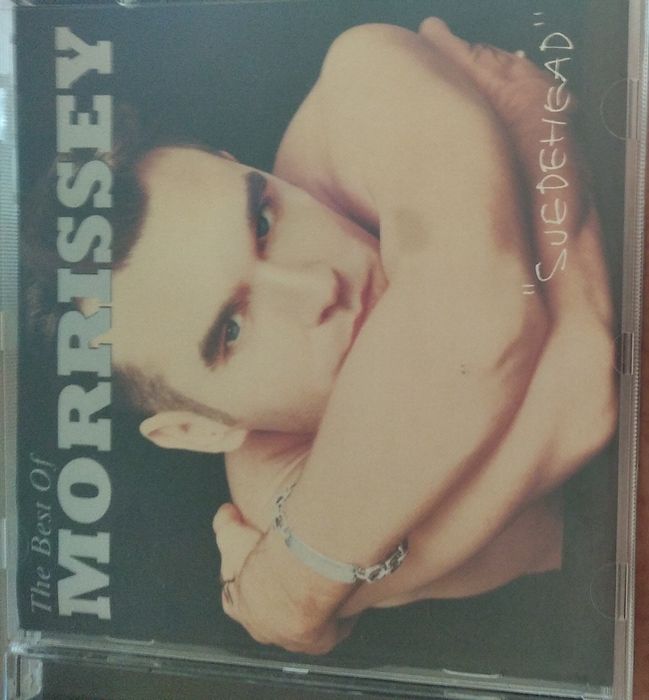 The Best Of
MORRISSEY
"SUEDEHEAD"